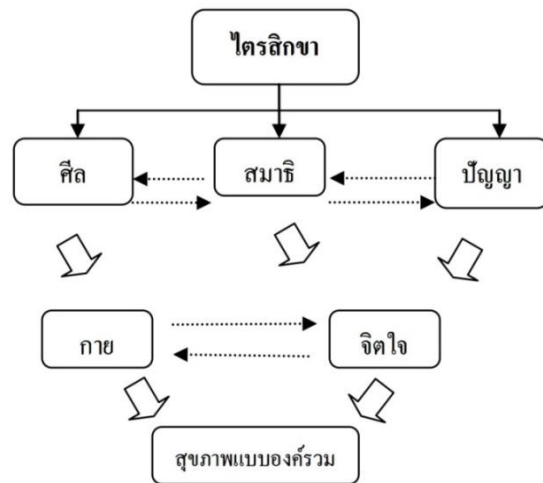 ไตรสิกขา
ศีล
สมาธิ
ปัญญา
กาย
จิตใจ
สุขภาพแบบองค์รวม